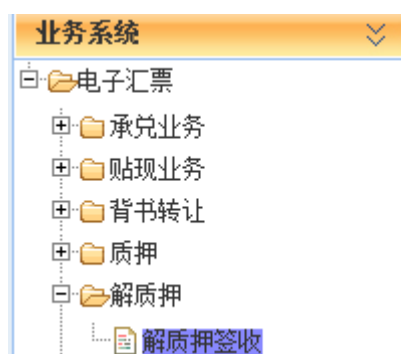 业务系统
电子汇票
承兑业务
贴现业务
背书转让
质押
解质押
解质押签收